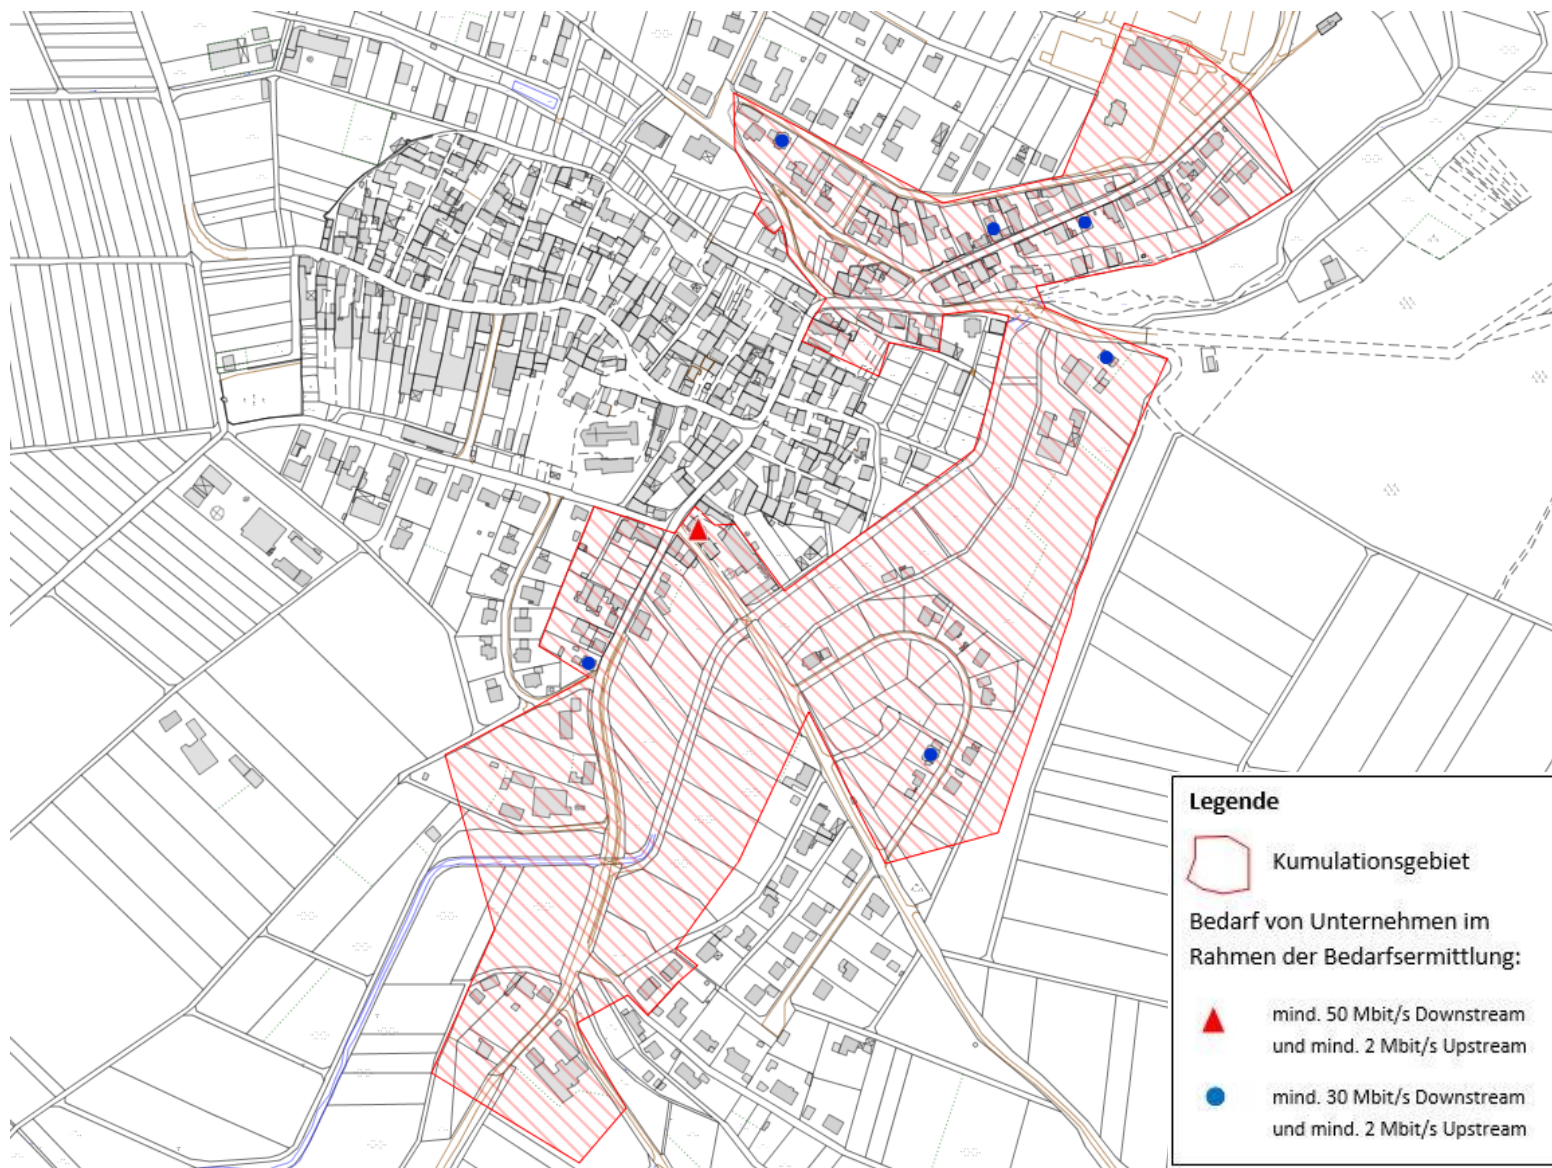 Legende
Kumulationsgebiet
Bedarf von Unternehmen im
Rahmen der Bedarfsermittlung:
mind. 50 Mbit/s Downstream
und mind. 2 Mbit/s Upstream
mind. 30 Mbit/s Downstream
und mind. 2 Mbit/s Upstream